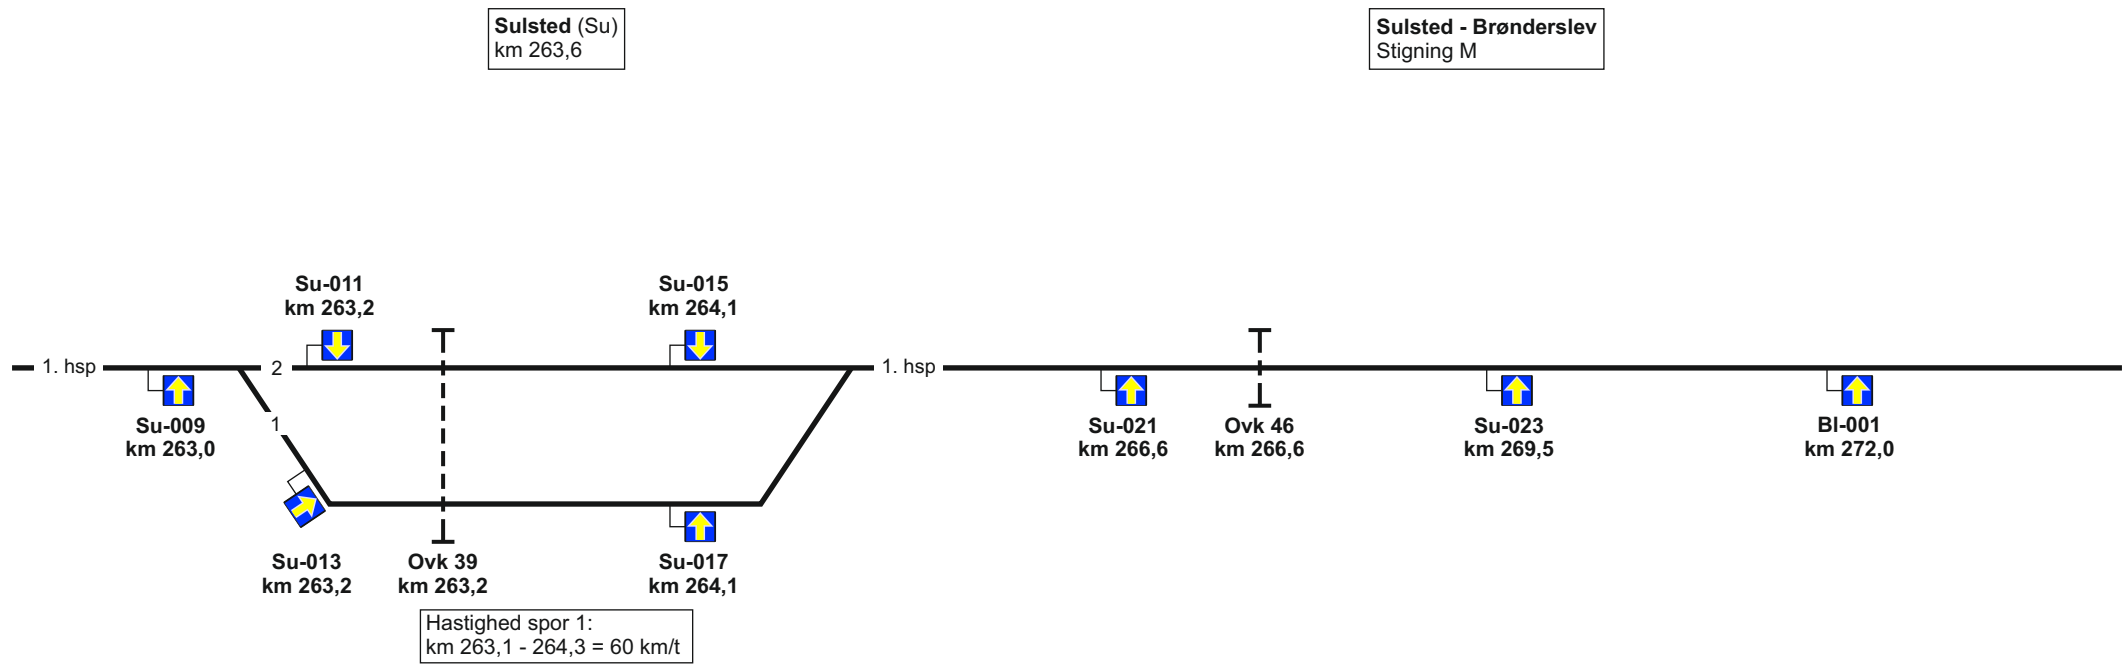 Sulsted (Su)
km 263,6
Sulsted - Brønderslev
Stigning M
Su-011
km 263,2
Su-015
km 264,1
1. hsp
2
1. hsp
1
Su-009
km 263,0
Su-021
km 266,6
Ovk 46
km 266,6
Su-023
km 269,5
Bl-001
km 272,0
Su-013
km 263,2
Ovk 39
km 263,2
Su-017
km 264,1
Hastighed spor 1:
km 263,1 - 264,3 = 60 km/t